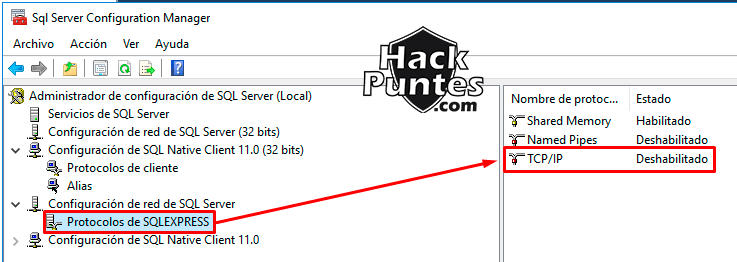 Sql Server Configuration Manager
Archivo Acción Ver Ayuda
Hack
Puntes
.com
Administrador de configuración de SQL Server (Local)
Servicios de SQL Server
Configuración de red de SQL Server (32 bits)
Configuración de SQL Native Client 11.0 (32 bits)
Protocolos de cliente
Alias
Configuración de red de SQL Server
Protocolos de SQLEXPRESS
Configuración de SQL Native Client 11.0
Nombre de protoc... Estado
Shared Memory Habilitado
Named Pipes Deshabilitado
TCP/IP Deshabilitado